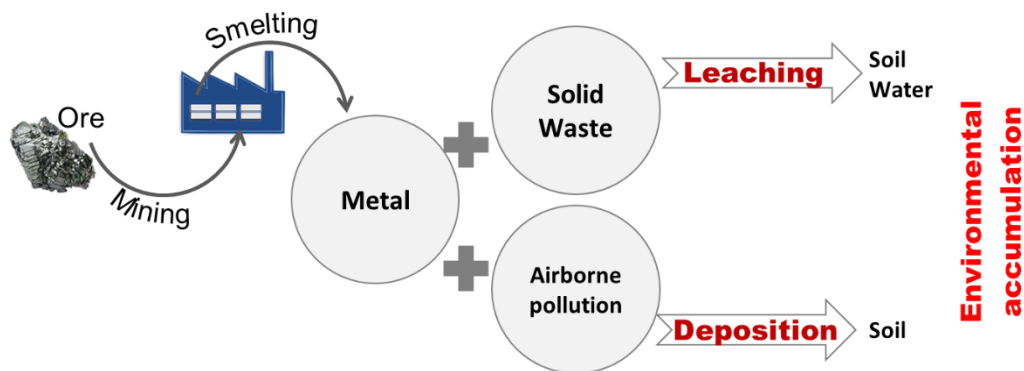 Smelting
Ore
Mining
Metal
Solid
Waste
Leaching
Soil
Water
Airborne
pollution
Deposition
Soil
Environmental
accumulation